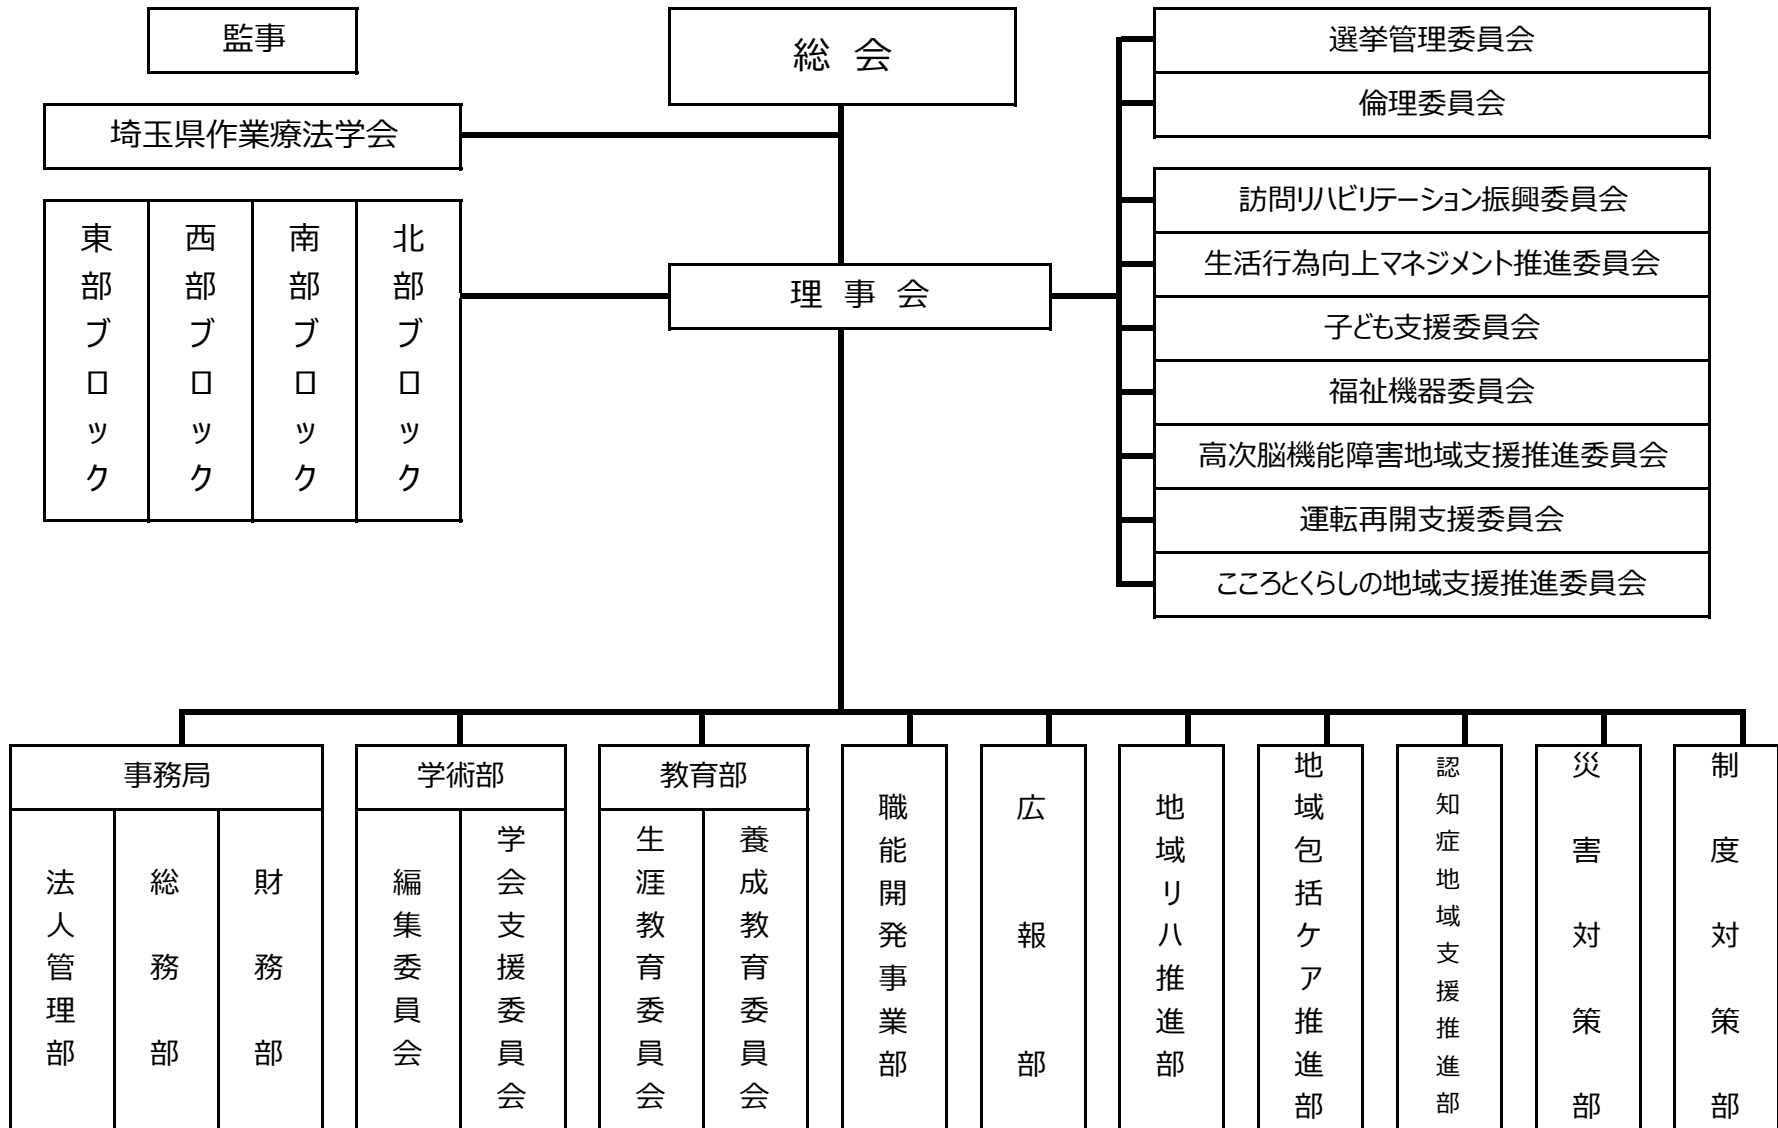 監事
総会
選挙管理委員会
倫理委員会
埼玉県作業療法学会
訪問リハビリテーション振興委員会
生活行為向上マネジメント推進委員会
子ども支援委員会
福祉機器委員会
高次脳機能障害地域支援推進委員会
運転再開支援委員会
こころとくらしの地域支援推進委員会
東部ブロック
西部ブロック
南部ブロック
北部ブロック
理事会
事務局
法人管理部
総務部
財務部
学術部
編集委員会
学会支援委員会
教育部
生涯教育委員会
養成教育委員会
職能開発事業部
広報部
地域リハ推進部
地域包括ケア推進部
認知症地域支援推進部
災害対策部
制度対策部